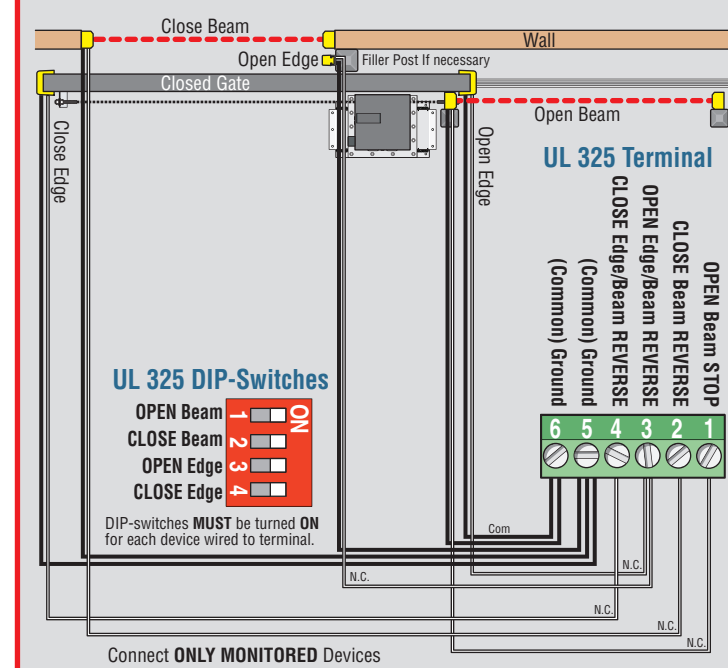 Close Beam
Wall
Open Edge
Filler Post If necessary
Closed Gate
Open Beam
Close Edge
Open Edge
UL 325 Terminal
(Common) Ground
(Common) Ground
CLOSE Edge/Beam REVERSE
OPEN Edge/Beam REVERSE
CLOSE Beam REVERSE
OPEN Beam STOP
6 5 4 3 2 1
UL 325 DIP-Switches
OPEN Beam 1 ON
CLOSE Beam 2
OPEN Edge 3
CLOSE Edge 4
DIP-switches MUST be turned ON
for each device wired to terminal.
Com
N.C.
N.C.
N.C.
N.C.
N.C.
Connect ONLY MONITORED Devices